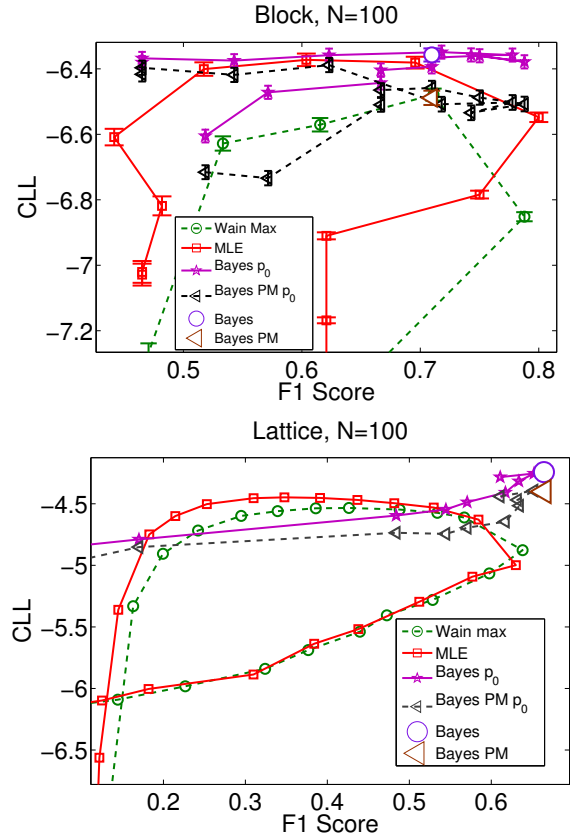 Block, N=100
−6.4
−6.6
−6.8
−7
−7.2
CLL
Wain Max
MLE
Bayes p0
Bayes PM p0
Bayes
Bayes PM
0.5 0.6 0.7 0.8
F1 Score
Lattice, N=100
−4.5
−5
−5.5
−6
−6.5
CLL
Wain max
MLE
Bayes p0
Bayes PM p0
Bayes
Bayes PM
0.2 0.3 0.4 0.5 0.6
F1 Score